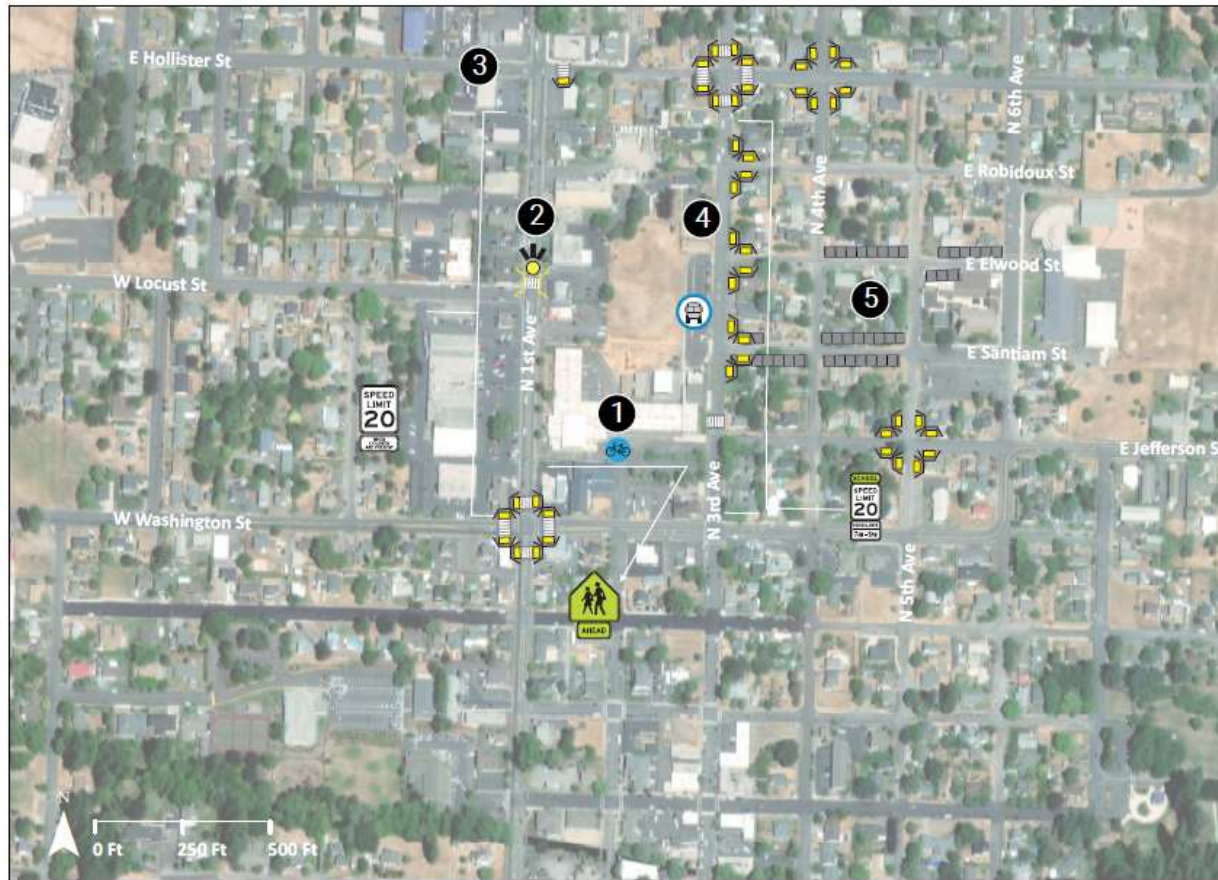 E Hollister St
3
N 6th Ave
E Robidoux St
N 4th Ave
2
4
W Locust St
E Elwood St
5
N 1st Ave
E Santiam St
SPEED
LIMIT
20
1
E Jefferson S
SCHOOL
SPEED
LIMIT
20
W Washington St
N 3rd Ave
N 5th Ave
AHEAD
N
0 Ft
250 Ft
500 Ft